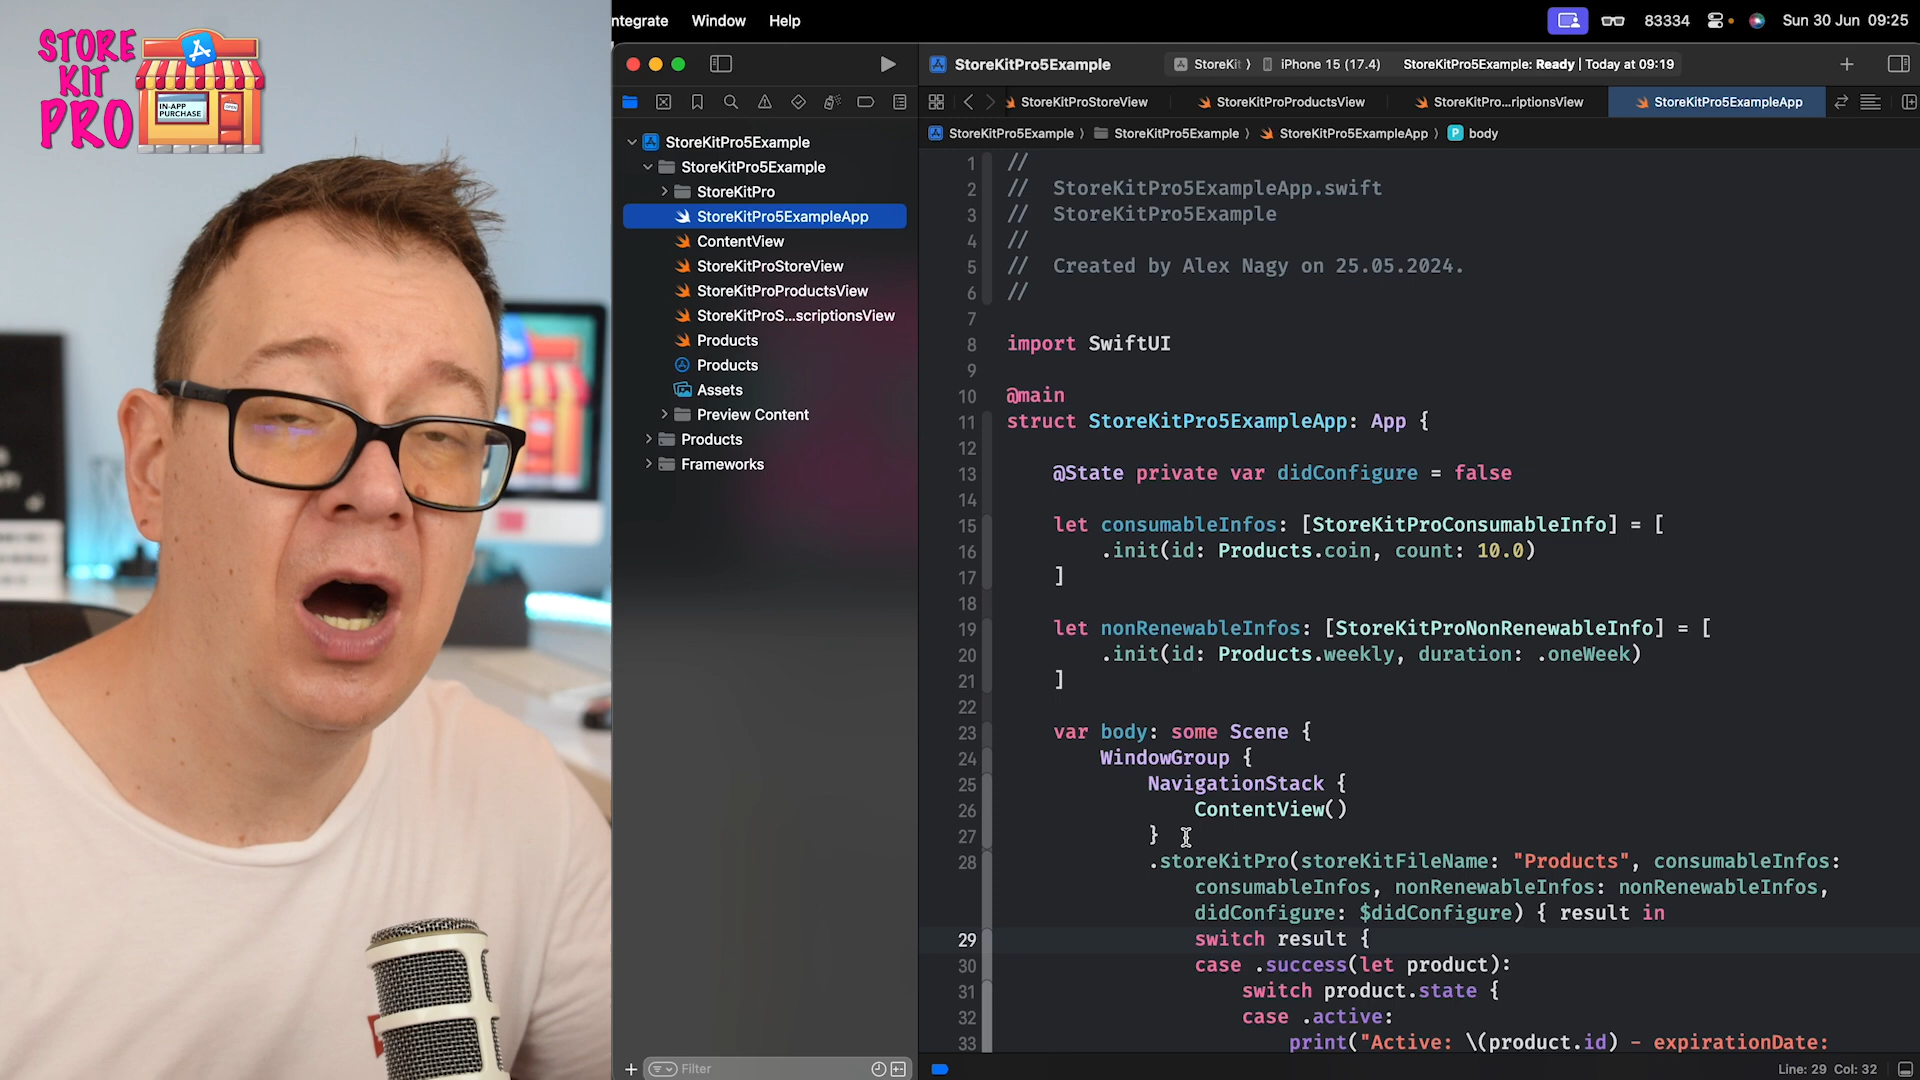 STORE
KIT
PRO
IN-APP
PURCHASE
OPEN
ntegrate Window Help
83334 Sun 30 Jun 09:25
StoreKitPro5Example
StoreKit
iPhone 15 (17.4)
StoreKitPro5Example: Ready | Today at 09:19
StoreKitProStoreView
StoreKitProProductsView
StoreKitPro...riptionsView
StoreKitPro5ExampleApp
StoreKitPro5Example
StoreKitPro5Example
StoreKitPro5ExampleApp
P body
StoreKitPro5Example
StoreKitPro5Example
StoreKitPro
StoreKitPro5ExampleApp
ContentView
StoreKitProStoreView
StoreKitProProductsView
StoreKitProS...scriptionsView
Products
Products
Assets
Preview Content
Products
Frameworks
Filter
1 //
2 //  StoreKitPro5ExampleApp.swift
3 //  StoreKitPro5Example
4 //
5 //  Created by Alex Nagy on 25.05.2024.
6 //
7
8 import SwiftUI
9
10 @main
11 struct StoreKitPro5ExampleApp: App {
12
13 @State private var didConfigure = false
14
15 let consumableInfos: [StoreKitProConsumableInfo] = [
16 .init(id: Products.coin, count: 10.0)
17 ]
18
19 let nonRenewableInfos: [StoreKitProNonRenewableInfo] = [
20 .init(id: Products.weekly, duration: .oneWeek)
21 ]
22
23 var body: some Scene {
24 WindowGroup {
25 NavigationStack {
26 ContentView()
27 }
28 .storeKitPro(storeKitFileName: "Products", consumableInfos:
consumableInfos, nonRenewableInfos: nonRenewableInfos,
didConfigure: $didConfigure) { result in
29 switch result {
30 case .success(let product):
31 switch product.state {
32 case .active:
33 print("Active: \(product.id) - expirationDate:
Line: 29 Col: 32